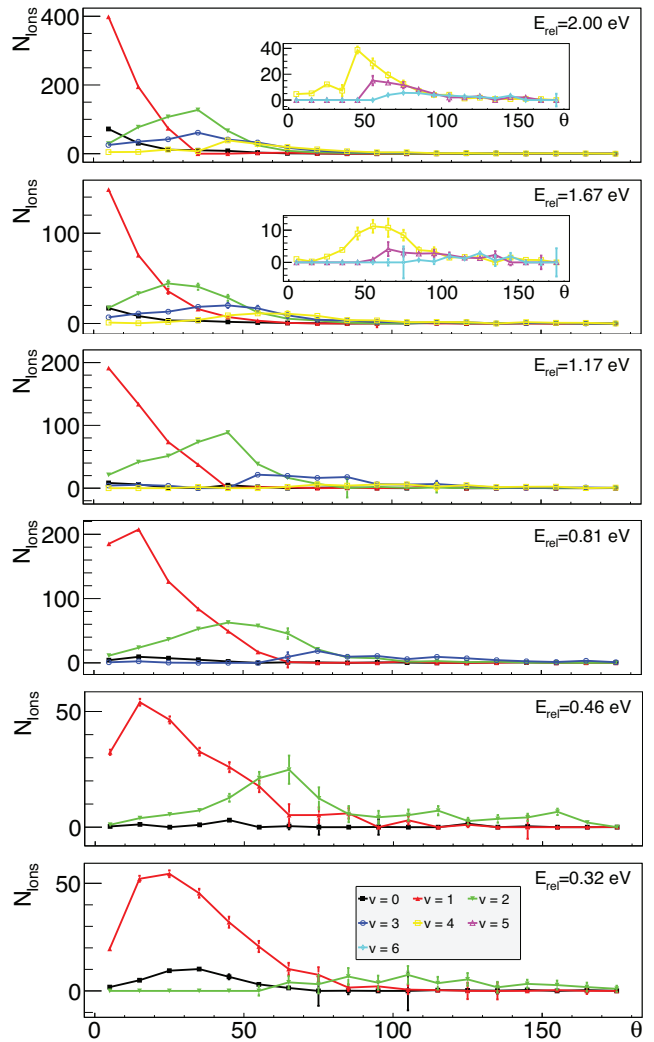 N_Ions
400
200
0
E_rel=2.00 eV
40
20
0
0 50 100 150 θ
N_Ions
100
0
E_rel=1.67 eV
10
0
0 50 100 150 θ
N_Ions
200
100
0
E_rel=1.17 eV
N_Ions
200
100
0
E_rel=0.81 eV
N_Ions
50
0
E_rel=0.46 eV
N_Ions
50
0
E_rel=0.32 eV
v = 0 v = 1 v = 2
v = 3 v = 4 v = 5
v = 6
0 50 100 150 θ